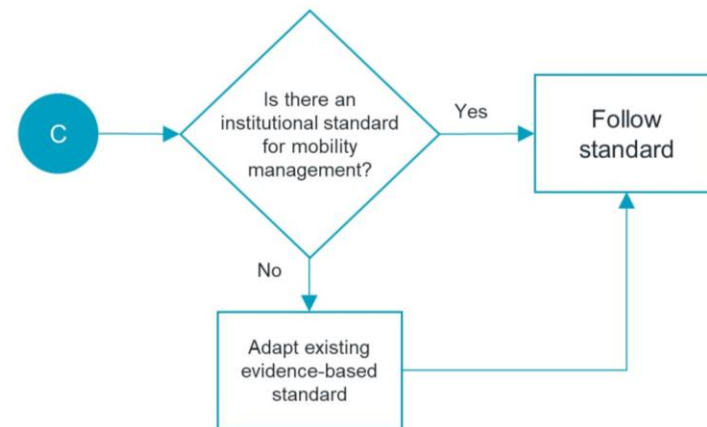 C
Is there an
institutional standard
for mobility
management?
Yes
Follow
standard
No
Adapt existing
evidence-based
standard